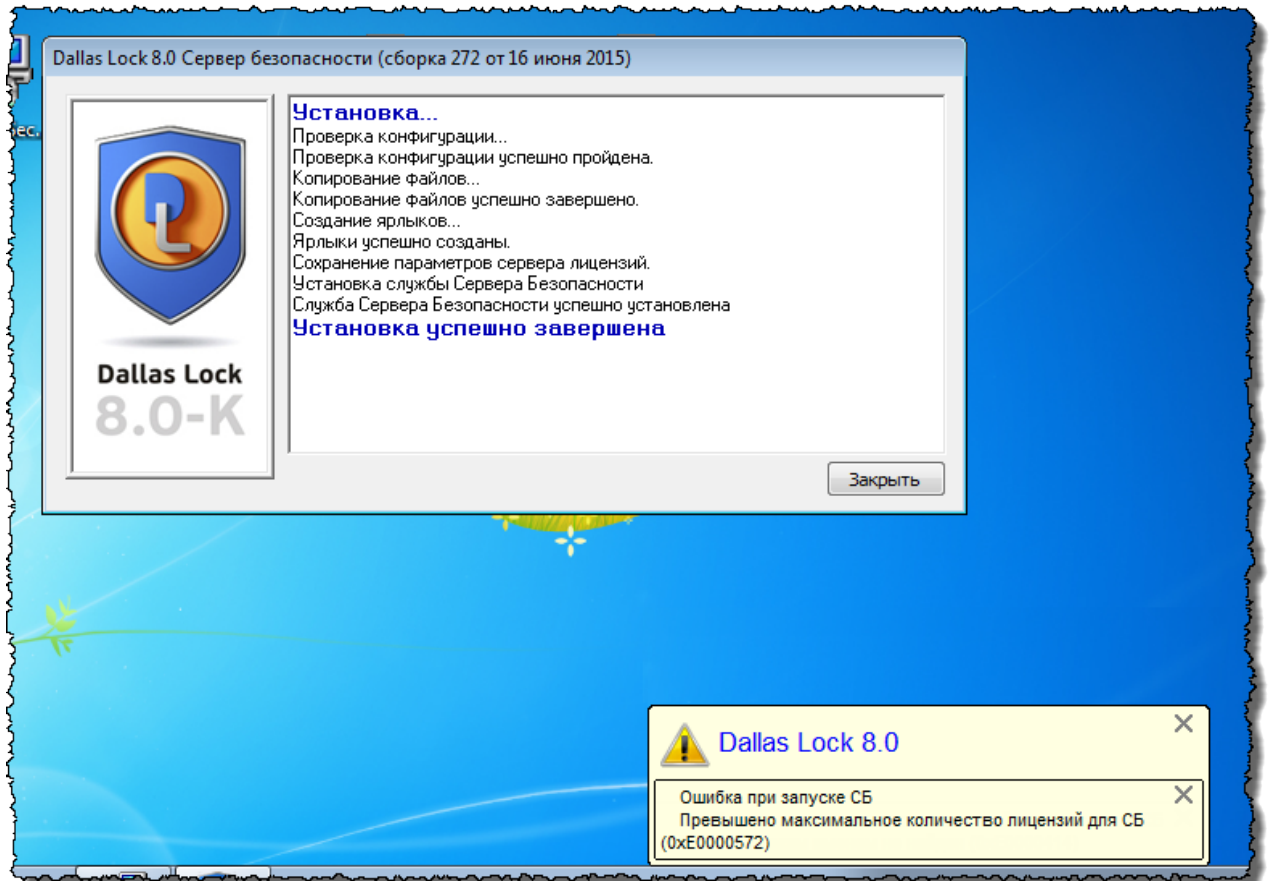 Dallas Lock 8.0 Сервер безопасности (сборка 272 от 16 июня 2015)
ес.
Установка...
Проверка конфигурации...
Проверка конфигурации успешно пройдена.
Копирование файлов...
Копирование файлов успешно завершено.
Создание ярлыков...
Ярлыки успешно созданы.
Сохранение параметров сервера лицензий.
Установка службы Сервера Безопасности
Служба Сервера Безопасности успешно установлена
Установка успешно завершена
DL
Dallas Lock
8.0-K
Закрыть
Dallas Lock 8.0
Ошибка при запуске СБ
Превышено максимальное количество лицензий для СБ
(0xE0000572)